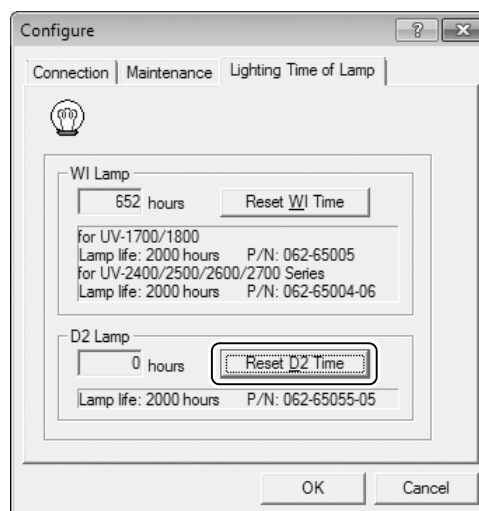 Configure
Connection Maintenance Lighting Time of Lamp
WI Lamp
652 hours Reset WI Time
for UV-1700/1800
Lamp life: 2000 hours P/N: 062-65005
for UV-2400/2500/2600/2700 Series
Lamp life: 2000 hours P/N: 062-65004-06
D2 Lamp
0 hours Reset D2 Time
Lamp life: 2000 hours P/N: 062-65055-05
OK Cancel